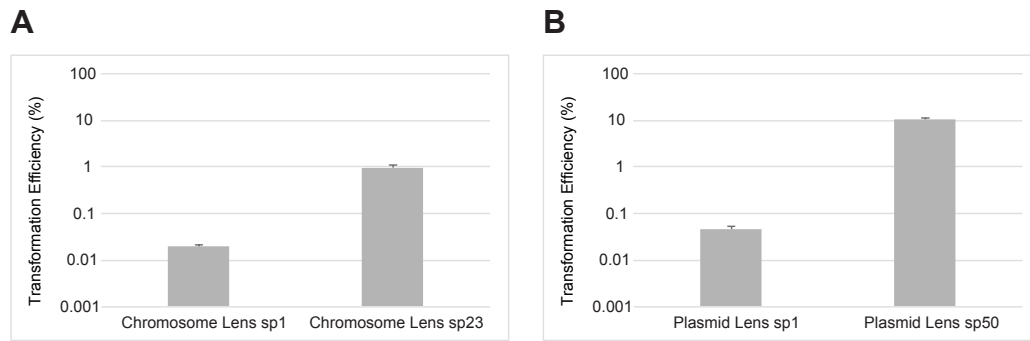 A
Transformation Efficiency (%)
100
10
1
0.1
0.01
0.001
Chromosome Lens sp1
Chromosome Lens sp23
B
Transformation Efficiency (%)
100
10
1
0.1
0.01
0.001
Plasmid Lens sp1
Plasmid Lens sp50